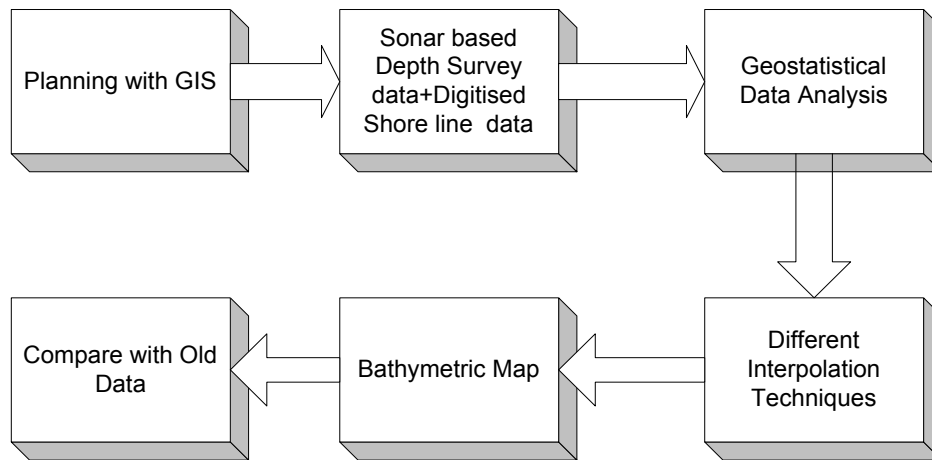 Planning with GIS
Sonar based
Depth Survey
data+Digitised
Shore line data
Geostatistical
Data Analysis
Different
Interpolation
Techniques
Bathymetric Map
Compare with Old
Data